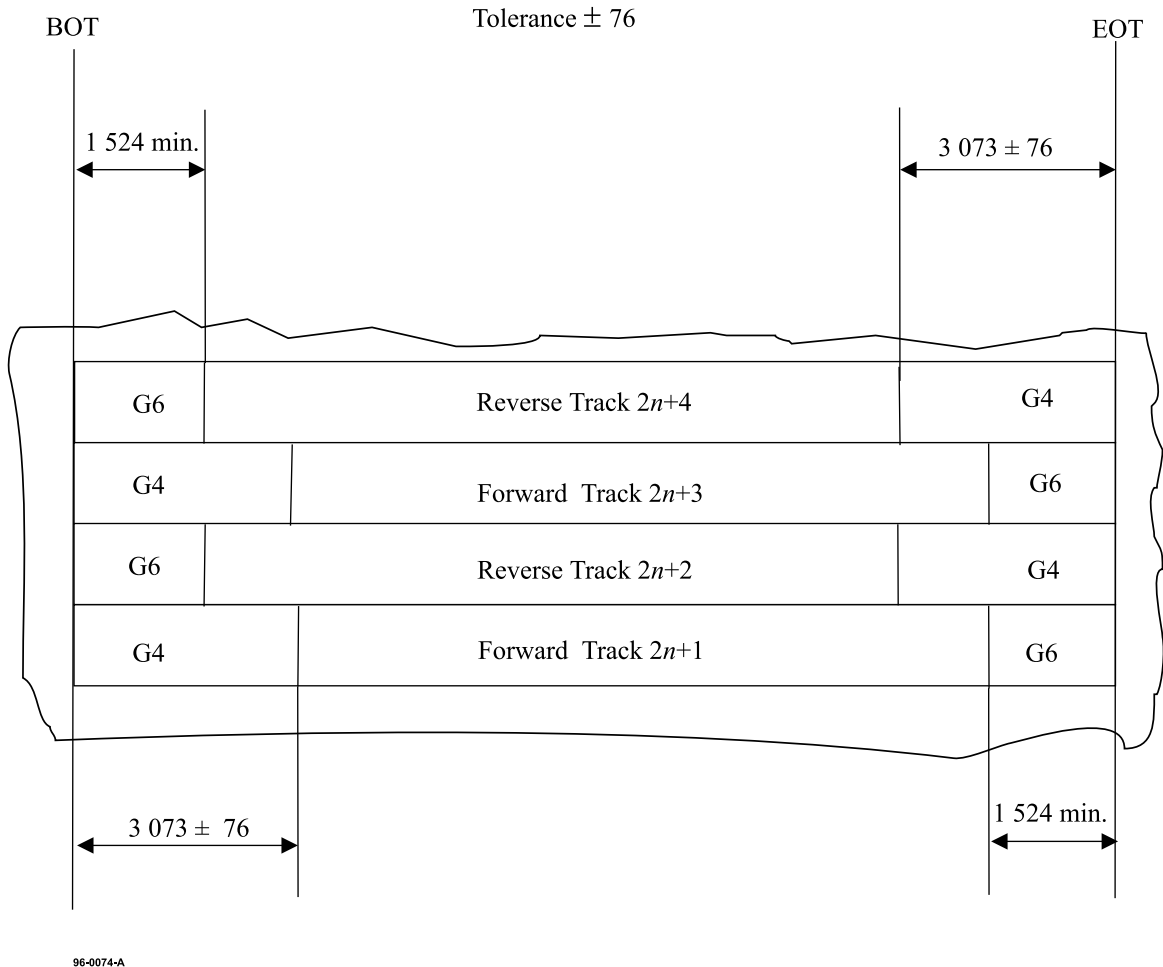 Tolerance ± 76
BOT
EOT
1 524 min.
3 073 ± 76
G6
Reverse Track 2n+4
G4
G4
Forward Track 2n+3
G6
G6
Reverse Track 2n+2
G4
G4
Forward Track 2n+1
G6
3 073 ± 76
1 524 min.
96-0074-A